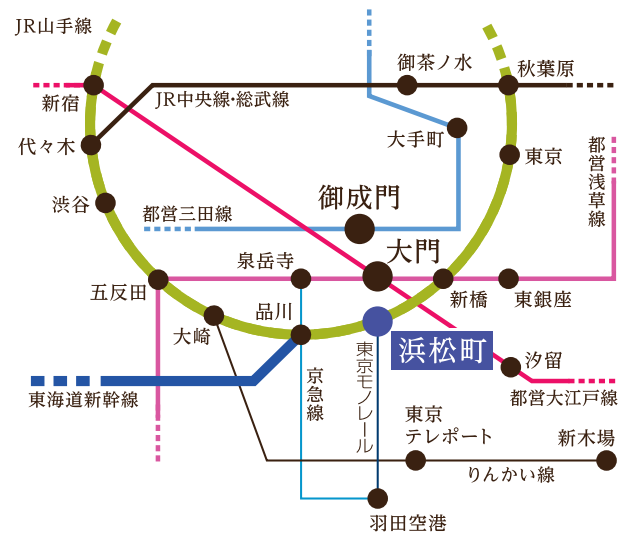 JR山手線
御茶ノ水
秋葉原
新宿
JR中央線・総武線
大手町
代々木
東京
都営浅草線
渋谷
御成門
都営三田線
大門
泉岳寺
五反田
品川
新橋
東銀座
大崎
浜松町
汐留
東海道新幹線
京急線
東京モノレール
都営大江戸線
東京
テレポート
新木場
りんかい線
羽田空港